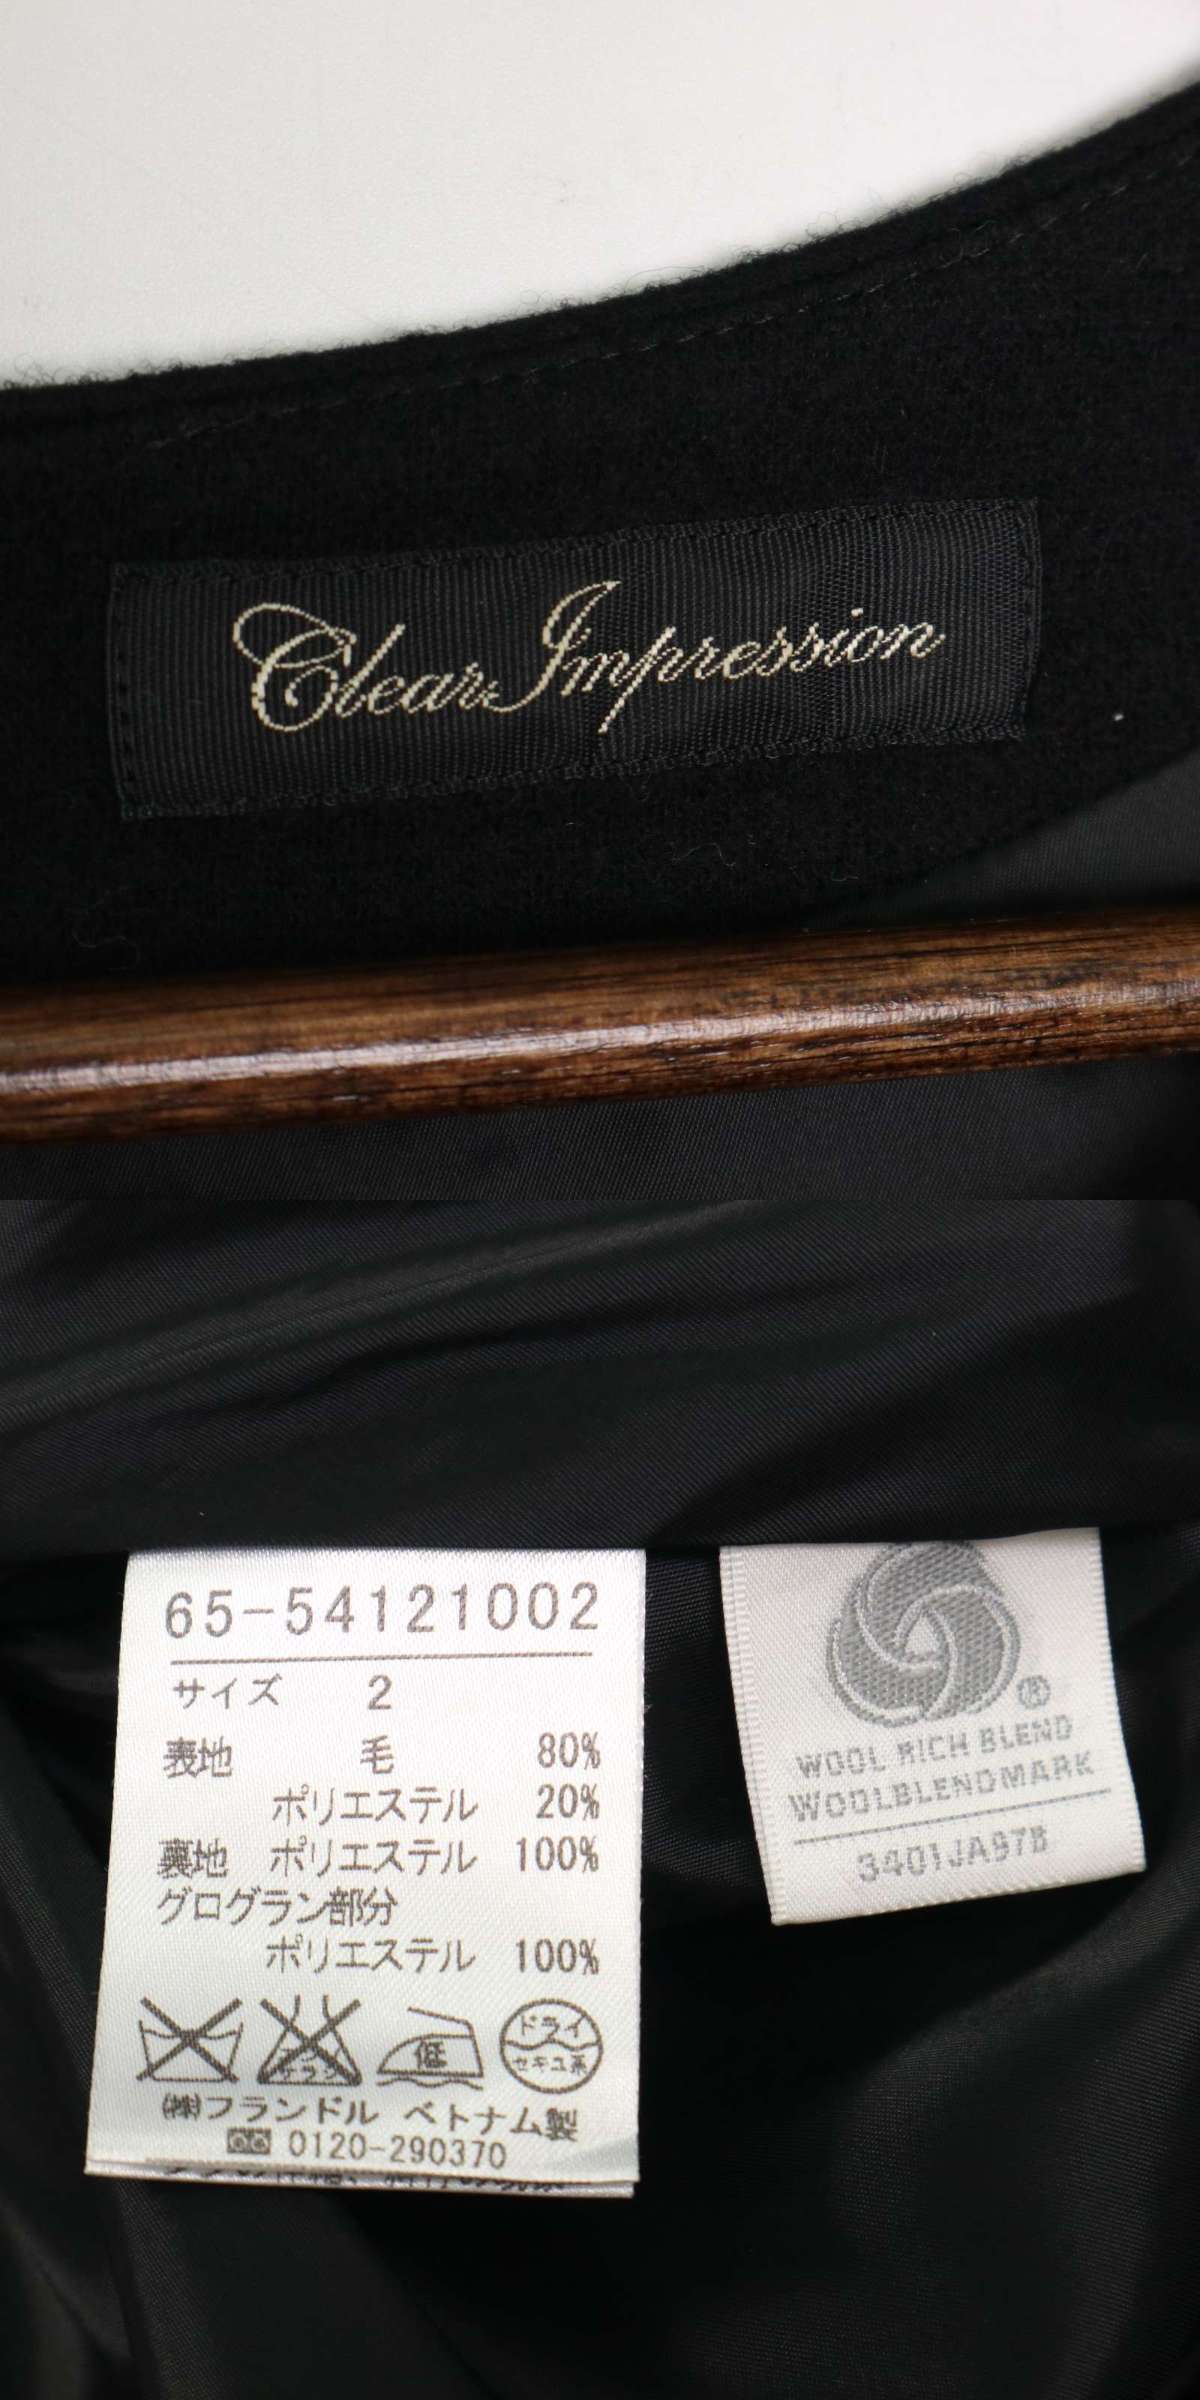 Clear Impression
65-54121002
サイズ 2
表地 毛 80%
ポリエステル 20%
裏地 ポリエステル 100%
グログラン部分
ポリエステル 100%
低 ドライ
セキユ系
㈱フランドル ベトナム製
0120-290370
®
WOOL RICH BLEND
WOOLBLENDMARK
3401JA97B